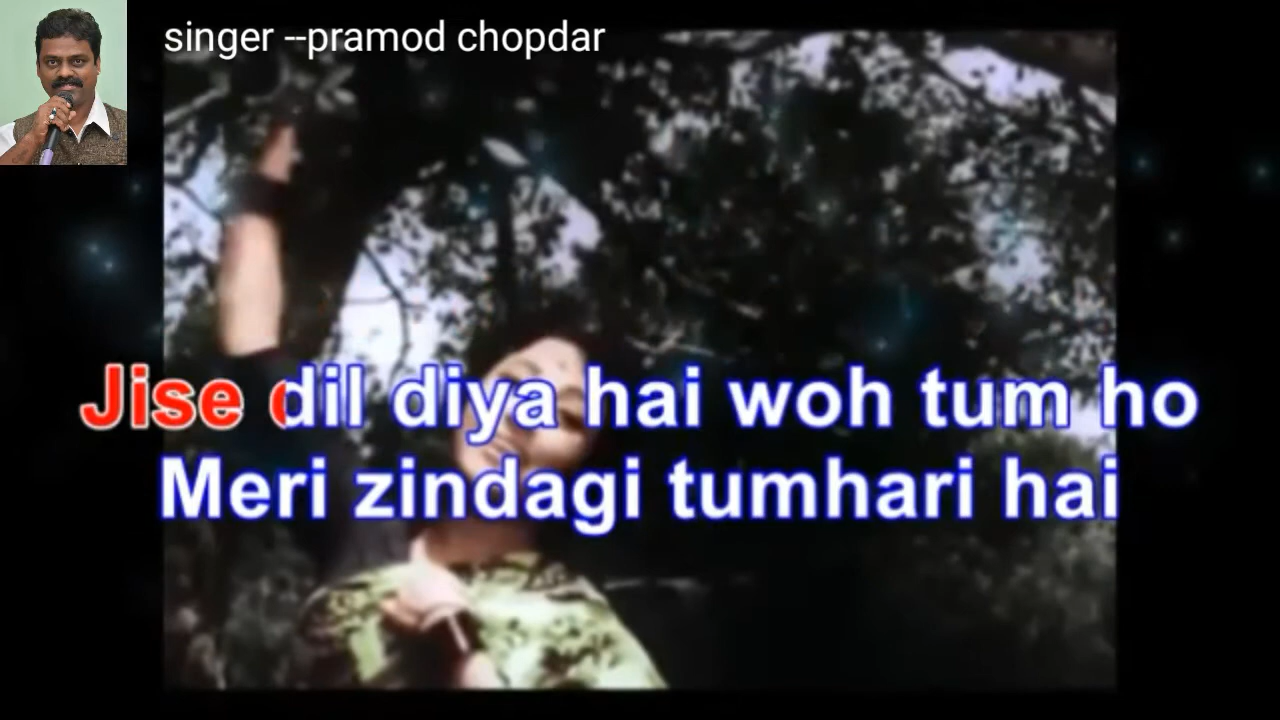 singer --pramod chopdar
Jise dil diya hai woh tum ho
Meri zindagi tumhari hai